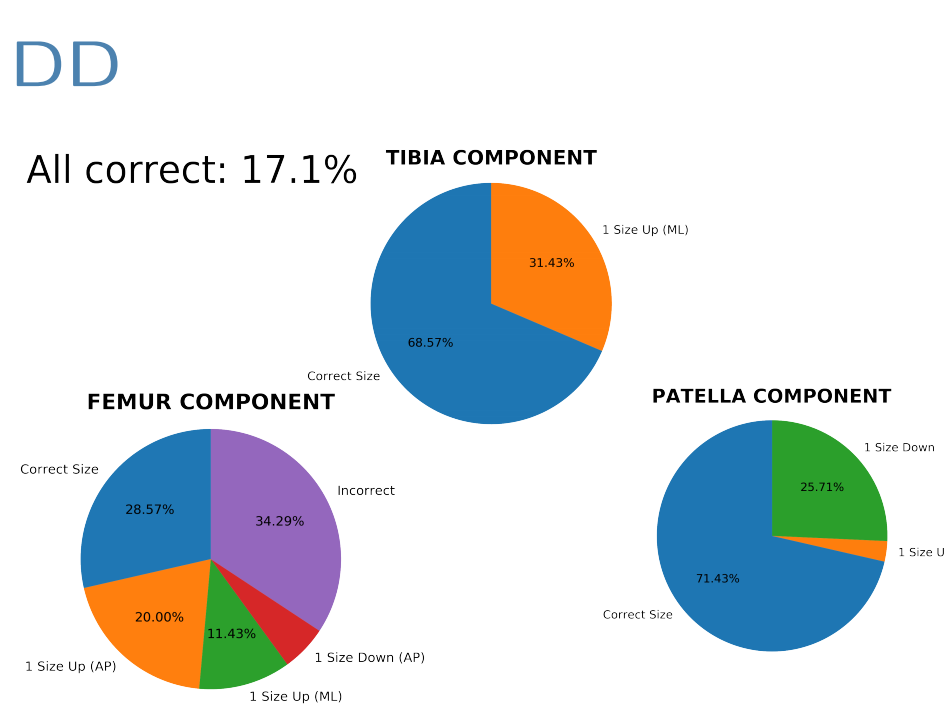 DD
All correct: 17.1%
TIBIA COMPONENT
1 Size Up (ML)
31.43%
68.57%
Correct Size
FEMUR COMPONENT
Correct Size
28.57%
34.29%
Incorrect
20.00%
11.43%
1 Size Up (AP)
1 Size Down (AP)
1 Size Up (ML)
PATELLA COMPONENT
1 Size Down
25.71%
1 Size U
71.43%
Correct Size